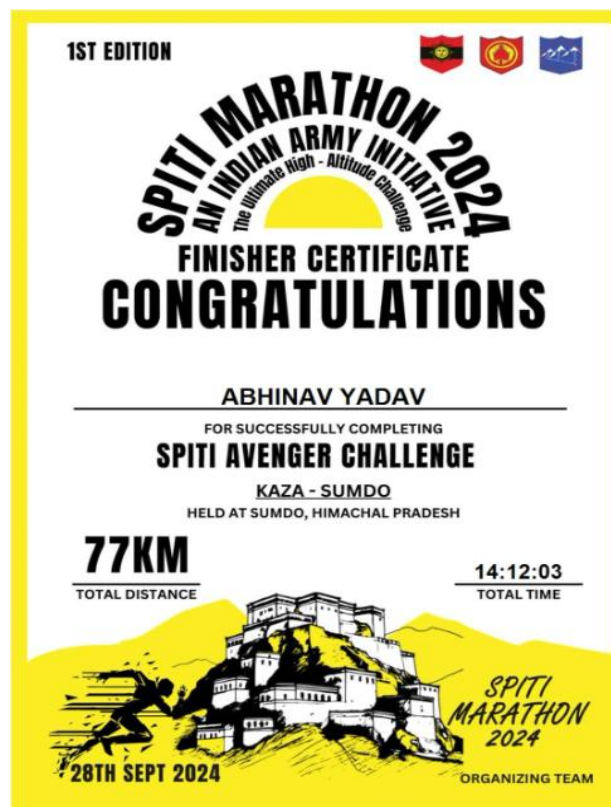 1ST EDITION
SPITI MARATHON 2024
AN INDIAN ARMY INITIATIVE
The Ultimate High - Altitude Challenge
FINISHER CERTIFICATE
CONGRATULATIONS
ABHINAV YADAV
FOR SUCCESSFULLY COMPLETING
SPITI AVENGER CHALLENGE
KAZA - SUMDO
HELD AT SUMDO, HIMACHAL PRADESH
77KM
TOTAL DISTANCE
14:12:03
TOTAL TIME
SPITI
MARATHON
2024
28TH SEPT 2024
ORGANIZING TEAM